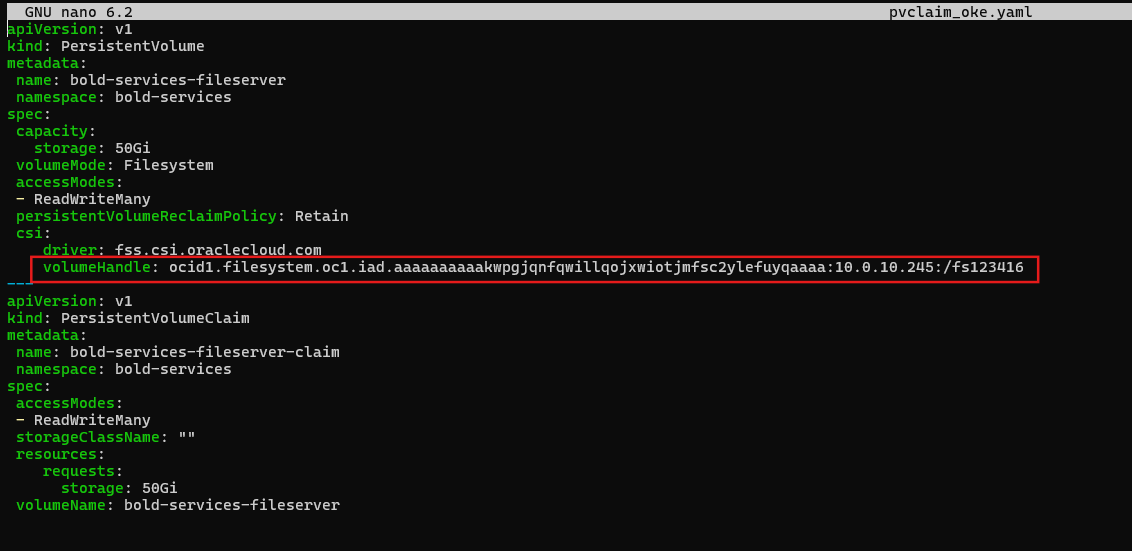 GNU nano 6.2 pvclaim_oke.yaml
apiVersion: v1
kind: PersistentVolume
metadata:
 name: bold-services-fileserver
 namespace: bold-services
spec:
 capacity:
   storage: 50Gi
 volumeMode: Filesystem
 accessModes:
 - ReadWriteMany
 persistentVolumeReclaimPolicy: Retain
 csi:
    driver: fss.csi.oraclecloud.com
    volumeHandle: ocid1.filesystem.oc1.iad.aaaaaaaaaakwpgjqnfqwillqojxwiotjmfsc2ylefuyqaaaa:10.0.10.245:/fs123416
---
apiVersion: v1
kind: PersistentVolumeClaim
metadata:
 name: bold-services-fileserver-claim
 namespace: bold-services
spec:
 accessModes:
 - ReadWriteMany
 storageClassName: ""
 resources:
    requests:
      storage: 50Gi
 volumeName: bold-services-fileserver